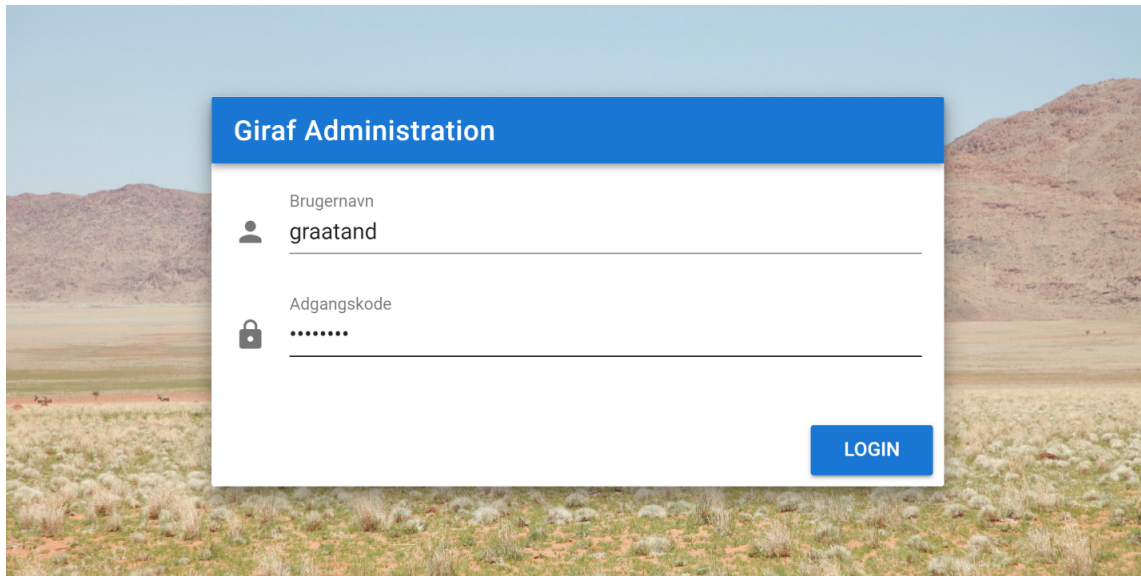 Giraf Administration
Brugernavn
graatand
Adgangskode
••••••••
LOGIN